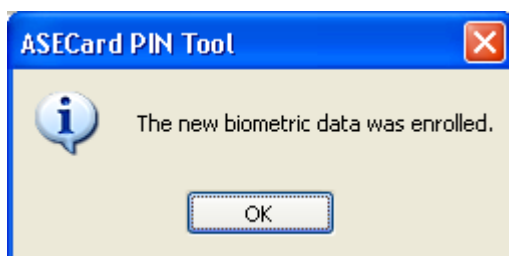 ASECard PIN Tool
The new biometric data was enrolled.
OK